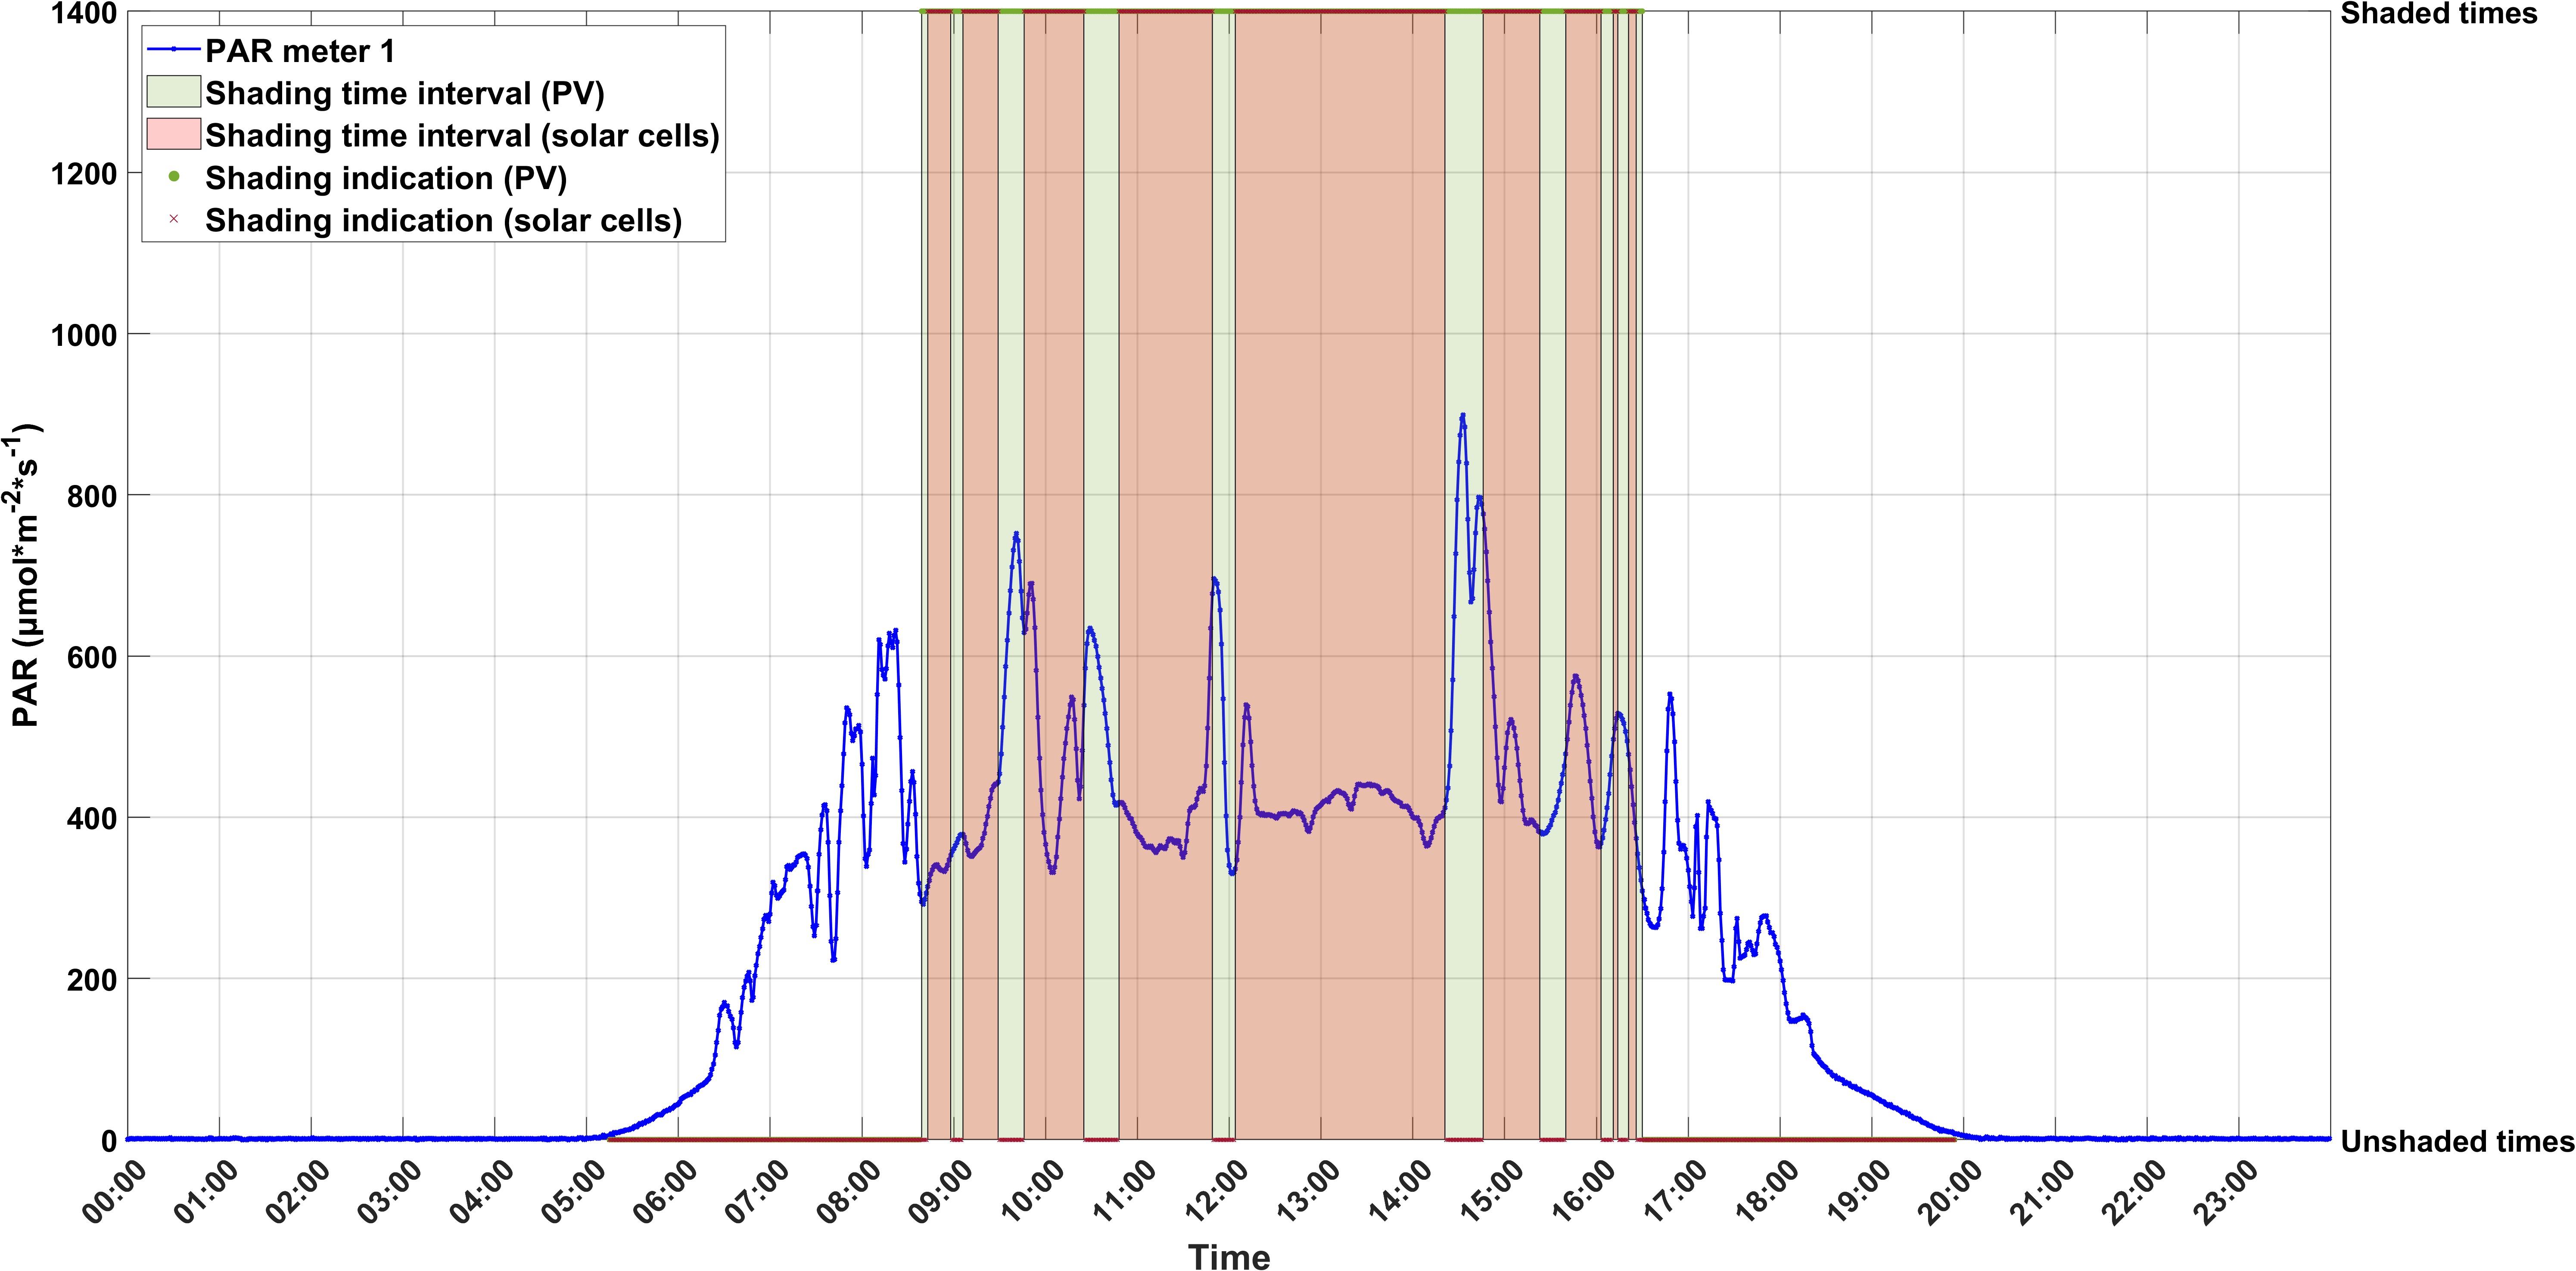 1400
1200
1000
800
600
400
200
0
PAR (μmol*m-2*s-1)
PAR meter 1
Shading time interval (PV)
Shading time interval (solar cells)
Shading indication (PV)
Shading indication (solar cells)
Shaded times
Unshaded times
00:00 01:00 02:00 03:00 04:00 05:00 06:00 07:00 08:00 09:00 10:00 11:00 12:00 13:00 14:00 15:00 16:00 17:00 18:00 19:00 20:00 21:00 22:00 23:00
Time